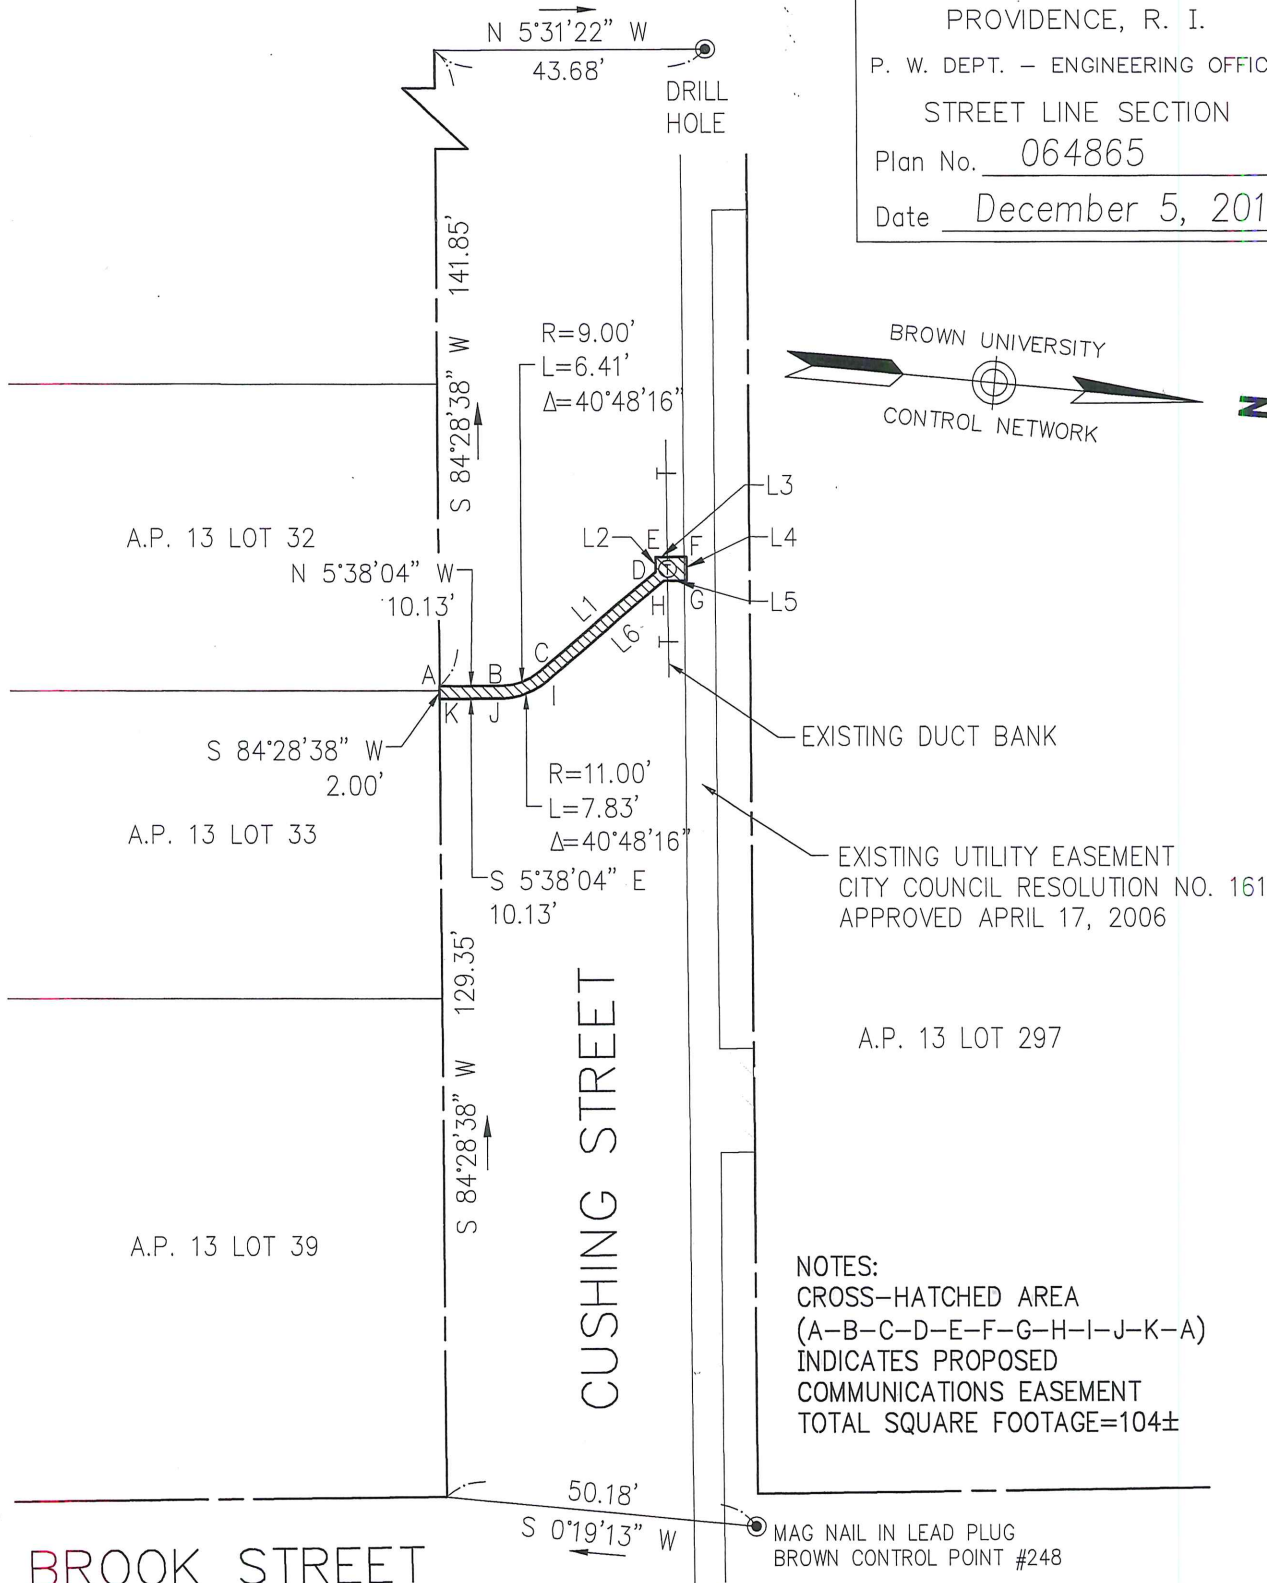 N 5°31'22" W
43.68'
DRILL
HOLE
PROVIDENCE, R. I.
P. W. DEPT. – ENGINEERING OFFIC
STREET LINE SECTION
Plan No. 064865
Date December 5, 201
BROWN UNIVERSITY
CONTROL NETWORK
N
S 84°28'38" W 141.85'
R=9.00'
L=6.41'
Δ=40°48'16"
A.P. 13 LOT 32
N 5°38'04" W
10.13'
T
L3
L2
E
F
L4
D
T
H
G
L5
L1
L6
T
C
I
A
B
K
J
S 84°28'38" W
2.00'
EXISTING DUCT BANK
R=11.00'
L=7.83'
Δ=40°48'16"
A.P. 13 LOT 33
S 5°38'04" E
10.13'
EXISTING UTILITY EASEMENT
CITY COUNCIL RESOLUTION NO. 161
APPROVED APRIL 17, 2006
S 84°28'38" W 129.35'
A.P. 13 LOT 297
CUSHING STREET
A.P. 13 LOT 39
NOTES:
CROSS–HATCHED AREA
(A–B–C–D–E–F–G–H–I–J–K–A)
INDICATES PROPOSED
COMMUNICATIONS EASEMENT
TOTAL SQUARE FOOTAGE=104±
50.18'
S 0°19'13" W
MAG NAIL IN LEAD PLUG
BROWN CONTROL POINT #248
BROOK STREET